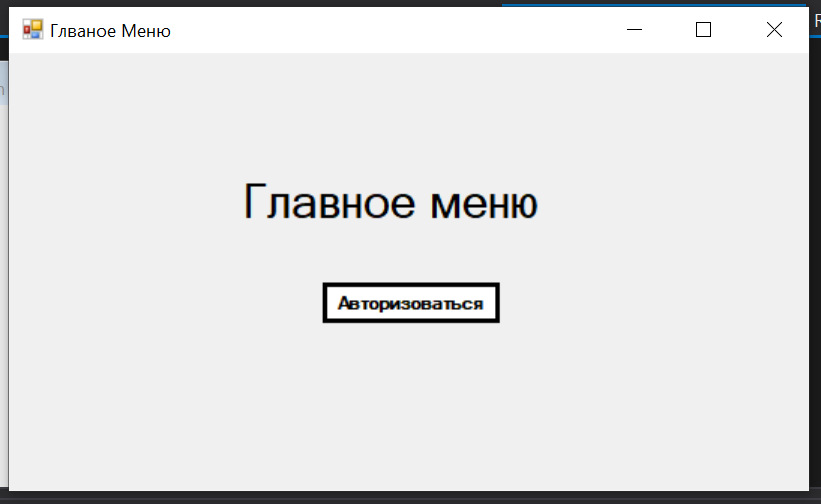 Глваное Меню
Главное меню
Авторизоваться